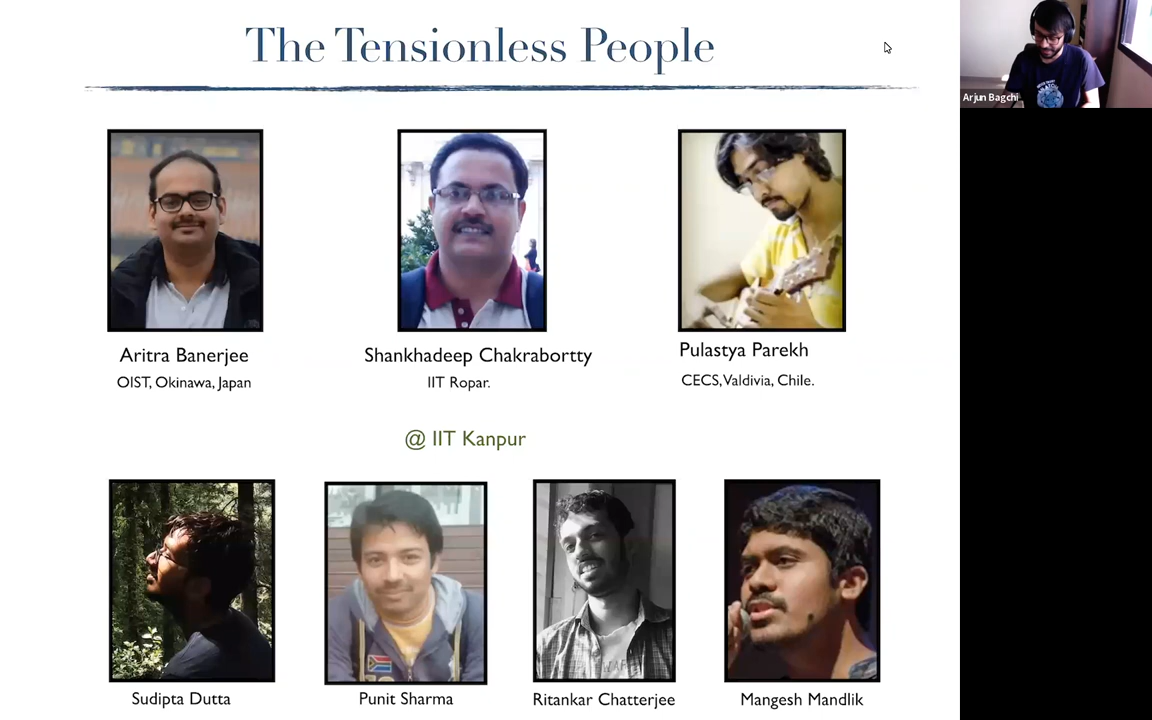 The Tensionless People
Arjun Bagchi
Aritra Banerjee
OIST, Okinawa, Japan
Shankhadeep Chakrabortty
IIT Ropar.
Pulastya Parekh
CECS, Valdivia, Chile.
@ IIT Kanpur
Sudipta Dutta
Punit Sharma
Ritankar Chatterjee
Mangesh Mandlik